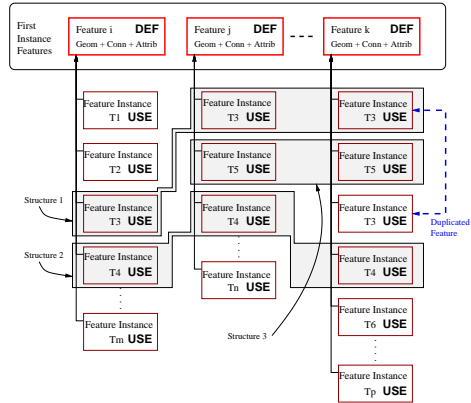 First
Instance
Features
Feature i DEF
Geom + Conn + Attrib
Feature j DEF
Geom + Conn + Attrib
Feature k DEF
Geom + Conn + Attrib
Feature Instance
T1 USE
Feature Instance
T3 USE
Feature Instance
T3 USE
Feature Instance
T2 USE
Feature Instance
T5 USE
Feature Instance
T5 USE
Structure 1
Feature Instance
T3 USE
Feature Instance
T4 USE
Feature Instance
T3 USE
Duplicated
Feature
Structure 2
Feature Instance
T4 USE
Feature Instance
Tn USE
Feature Instance
T4 USE
Feature Instance
Tm USE
Structure 3
Feature Instance
T6 USE
Feature Instance
Tp USE